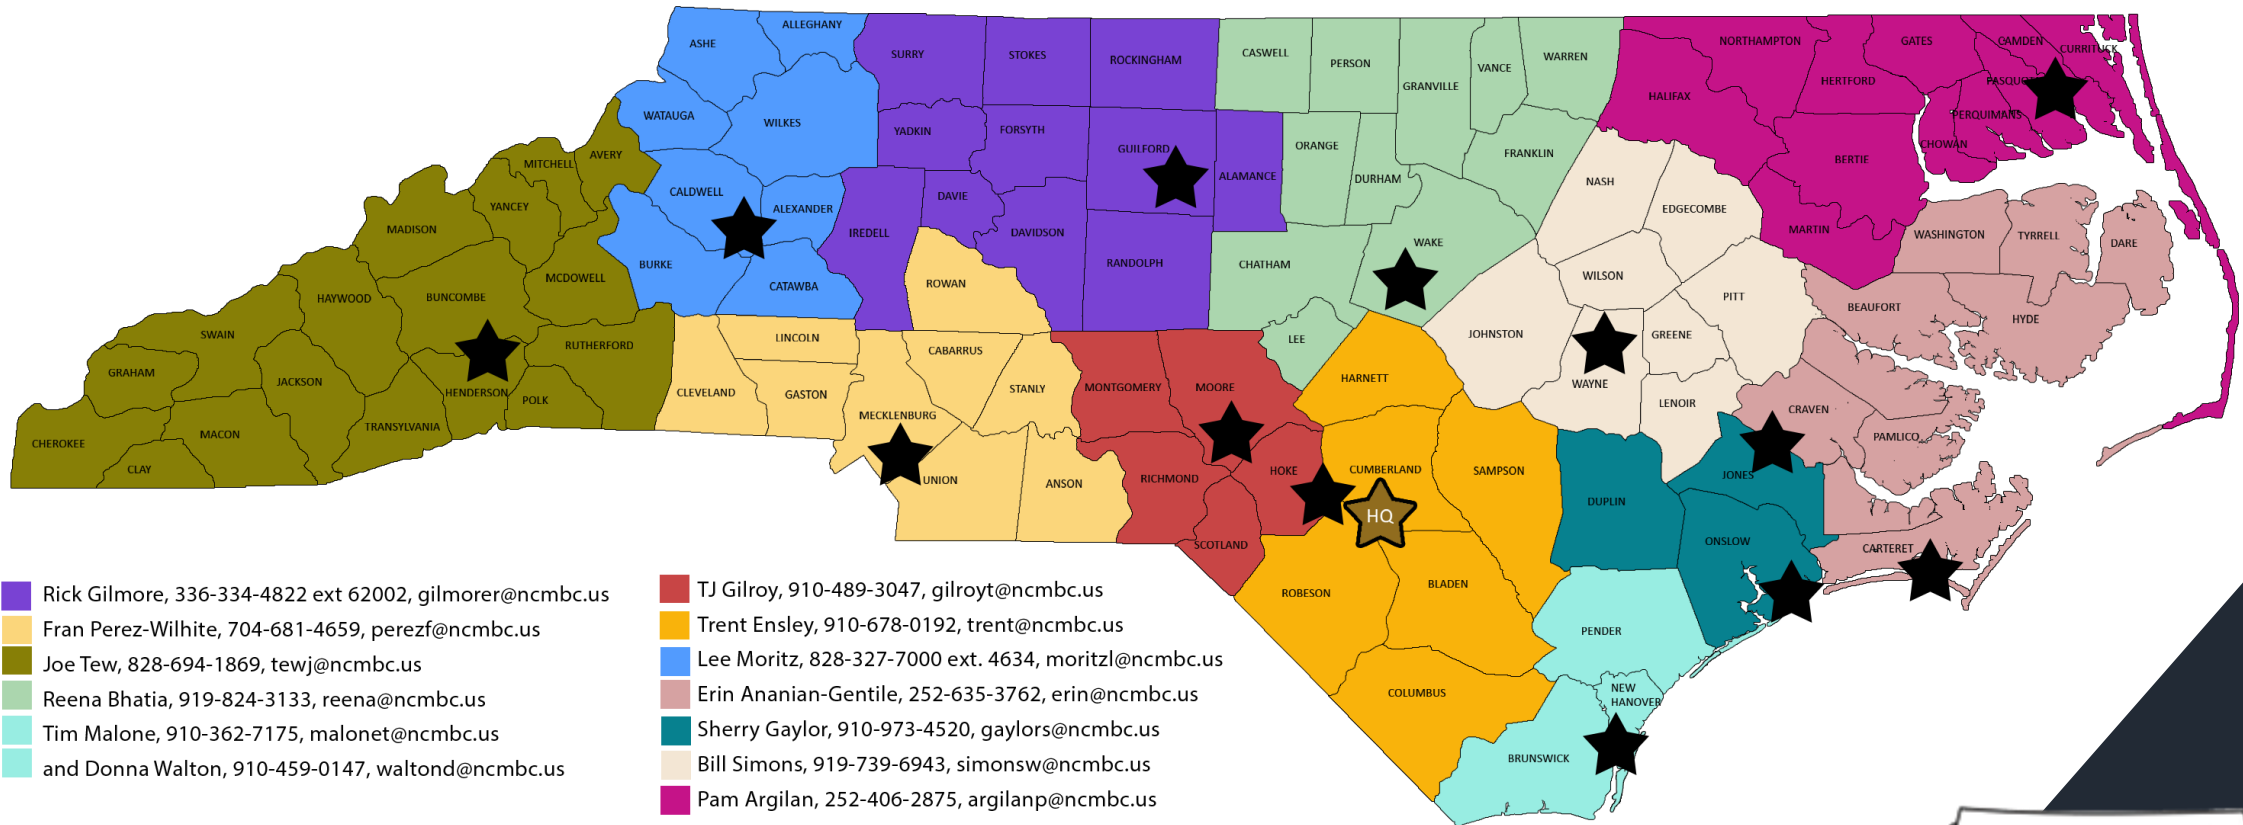 ALLEGHANY
ASHE
SURRY
STOKES
ROCKINGHAM
CASWELL
PERSON
GRANVILLE
VANCE
WARREN
NORTHAMPTON
GATES
CAMDEN
CURRITUCK
HERTFORD
HALIFAX
PERQUIMANS
CHOWAN
BERTIE
WATAUGA
WILKES
YADKIN
FORSYTH
GUILFORD
ALAMANCE
ORANGE
DURHAM
FRANKLIN
NASH
EDGECOMBE
MARTIN
WASHINGTON
TYRRELL
DARE
MITCHELL
AVERY
YANCEY
MADISON
CALDWELL
ALEXANDER
IREDELL
DAVIE
DAVIDSON
RANDOLPH
CHATHAM
WAKE
WILSON
PITT
BEAUFORT
HYDE
BURKE
CATAWBA
ROWAN
MCDOWELL
BUNCOMBE
HAYWOOD
SWAIN
GRAHAM
JACKSON
RUTHERFORD
HENDERSON
POLK
TRANSYLVANIA
MACON
CHEROKEE
CLAY
LINCOLN
CLEVELAND
GASTON
CABARRUS
STANLY
MECKLENBURG
UNION
ANSON
MONTGOMERY
MOORE
LEE
HARNETT
JOHNSTON
GREENE
WAYNE
LENOIR
CRAVEN
PAMLICO
JONES
RICHMOND
HOKE
CUMBERLAND
SAMPSON
DUPLIN
HQ
SCOTLAND
ONSLOW
CARTERET
ROBESON
BLADEN
PENDER
COLUMBUS
NEW
HANOVER
BRUNSWICK
Rick Gilmore, 336-334-4822 ext 62002, gilmorer@ncmbc.us
Fran Perez-Wilhite, 704-681-4659, perezf@ncmbc.us
Joe Tew, 828-694-1869, tewj@ncmbc.us
Reena Bhatia, 919-824-3133, reena@ncmbc.us
Tim Malone, 910-362-7175, malonet@ncmbc.us
and Donna Walton, 910-459-0147, waltond@ncmbc.us
TJ Gilroy, 910-489-3047, gilroyt@ncmbc.us
Trent Ensley, 910-678-0192, trent@ncmbc.us
Lee Moritz, 828-327-7000 ext. 4634, moritzl@ncmbc.us
Erin Ananian-Gentile, 252-635-3762, erin@ncmbc.us
Sherry Gaylor, 910-973-4520, gaylors@ncmbc.us
Bill Simons, 919-739-6943, simonsw@ncmbc.us
Pam Argilan, 252-406-2875, argilanp@ncmbc.us